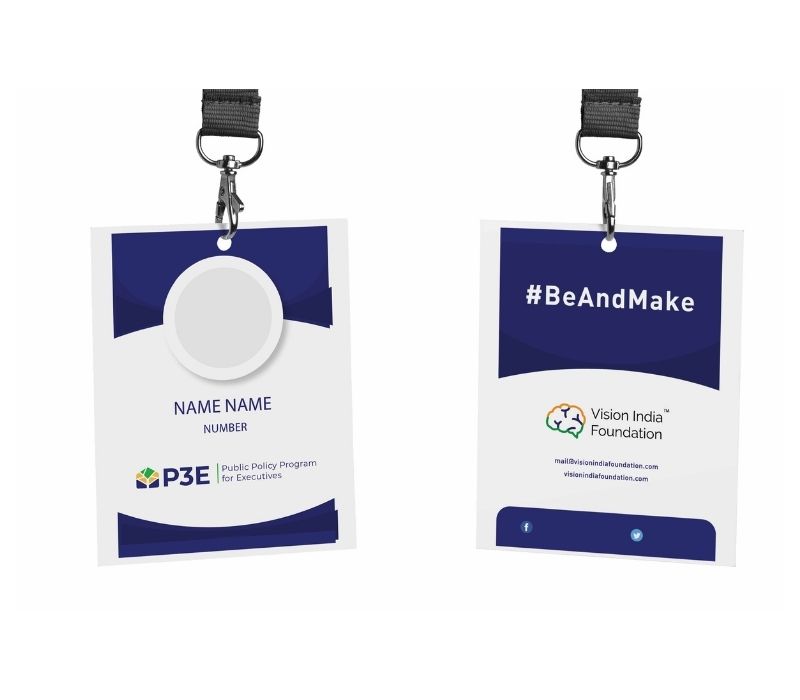 NAME NAME
NUMBER
P3E
Public Policy Program
for Executives
#BeAndMake
Vision India™
Foundation
mail@visionindiafoundation.com
visionindiafoundation.com